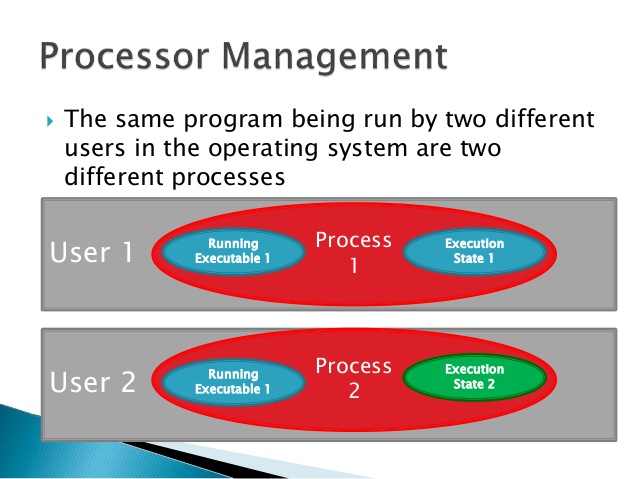 Processor Management
The same program being run by two different
users in the operating system are two
different processes
User 1
Running
Executable 1
Process
1
Execution
State 1
User 2
Running
Executable 1
Process
2
Execution
State 2